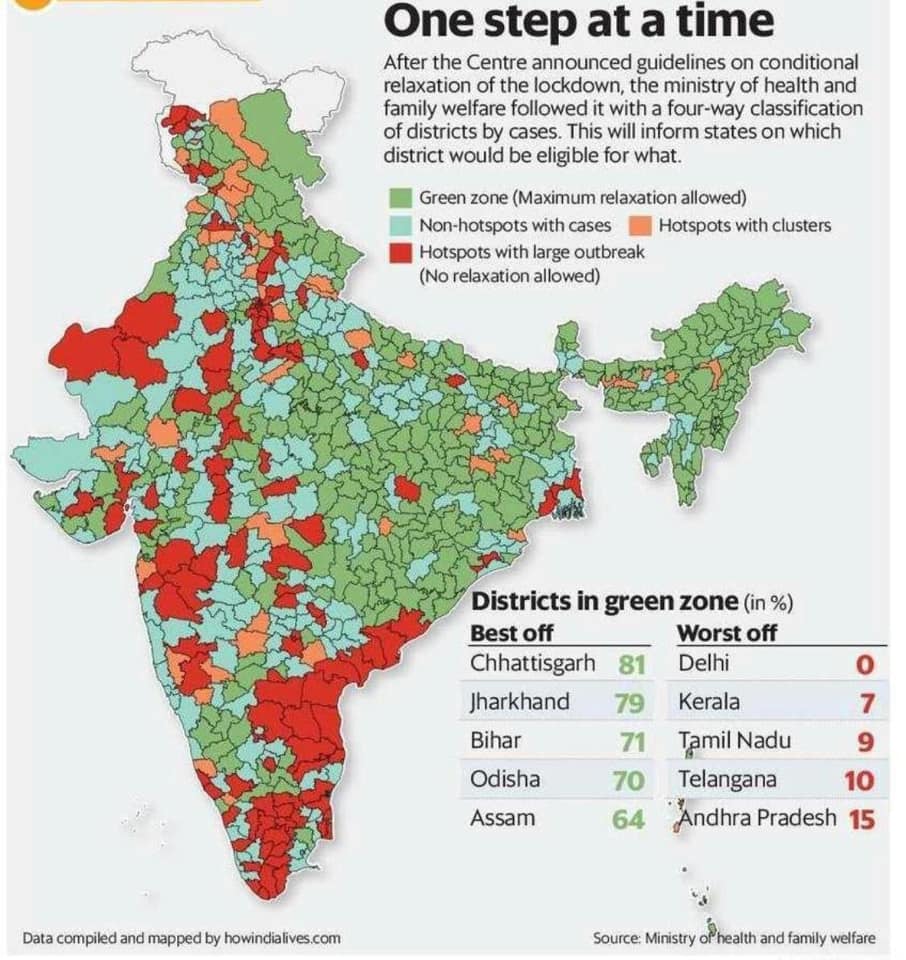 One step at a time
After the Centre announced guidelines on conditional
relaxation of the lockdown, the ministry of health and
family welfare followed it with a four-way classification
of districts by cases. This will inform states on which
district would be eligible for what.
Green zone (Maximum relaxation allowed)
Non-hotspots with cases Hotspots with clusters
Hotspots with large outbreak
(No relaxation allowed)
Districts in green zone (in %)
Best off Worst off
Chhattisgarh 81 Delhi 0
Jharkhand 79 Kerala 7
Bihar 71 Tamil Nadu 9
Odisha 70 Telangana 10
Assam 64 Andhra Pradesh 15
Data compiled and mapped by howindialives.com Source: Ministry of health and family welfare